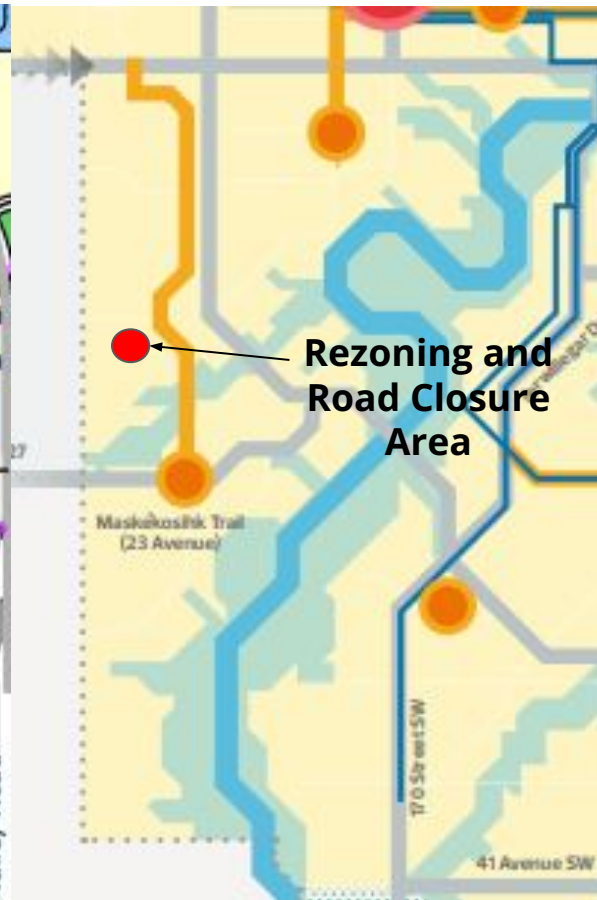 Rezoning and
Road Closure
Area
27
Maskêkosihk Trail
(23 Avenue)
170 Street SW
41 Avenue SW